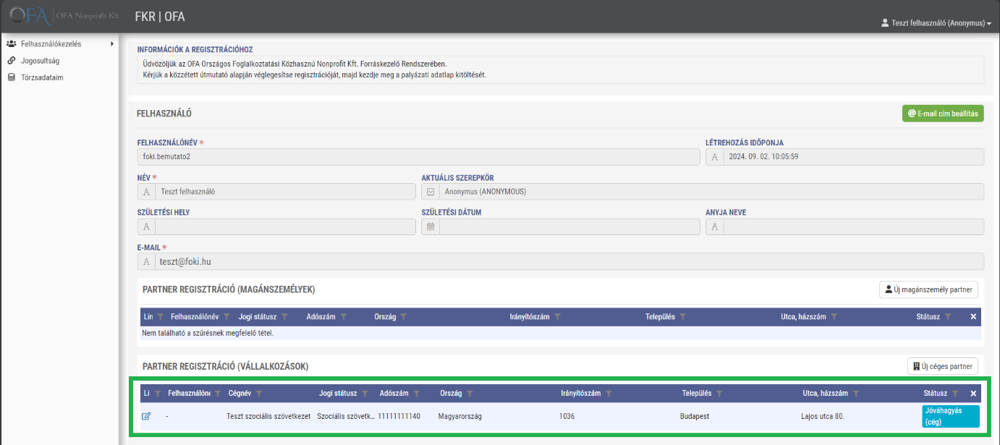 OFA | OFA Nonprofit Kft.
FKR | OFA
Teszt felhasználó (Anonymus)
Felhasználókezelés
Jogosultság
Törzsadataim
INFORMÁCIÓK A REGISZTRÁCIÓHOZ
Üdvözöljük az OFA Országos Foglalkoztatási Közhasznú Nonprofit Kft. Forráskezelő Rendszerében.
Kérjük a közzétett útmutató alapján véglegesítse regisztrációját, majd kezdje meg a palyázati adatlap kitöltését.
FELHASZNÁLÓ
@ E-mail cím beállítás
FELHASZNÁLÓNÉV *
LÉTREHOZÁS IDŐPONJA
foki.bemutato2
A 2024. 09. 02. 10:05:59
NÉV *
AKTUÁLIS SZEREPKÖR
A Teszt felhasználó
Anonymus (ANONYMOUS)
SZÜLETÉSI HELY
SZÜLETÉSI DÁTUM
ANYJA NEVE
A
A
E-MAIL *
A teszt@foki.hu
PARTNER REGISZTRÁCIÓ (MAGÁNSZEMÉLYEK)
Új magánszemély partner
Lin Felhasználónév Jogi státusz Adószám Ország Irányítószám Település Utca, házszám Státusz ×
Nem található a szűrésnek megfelelő tétel.
PARTNER REGISZTRÁCIÓ (VÁLLALKOZÁSOK)
Új céges partner
Li Felhasználóne Cégnév Jogi státusz Adószám Ország Irányítószám Település Utca, házszám Státusz ×
- Teszt szociális szövetkezet Szociális szövetk... 11111111140 Magyarország 1036 Budapest Lajos utca 80. Jóváhagyás
(cég)